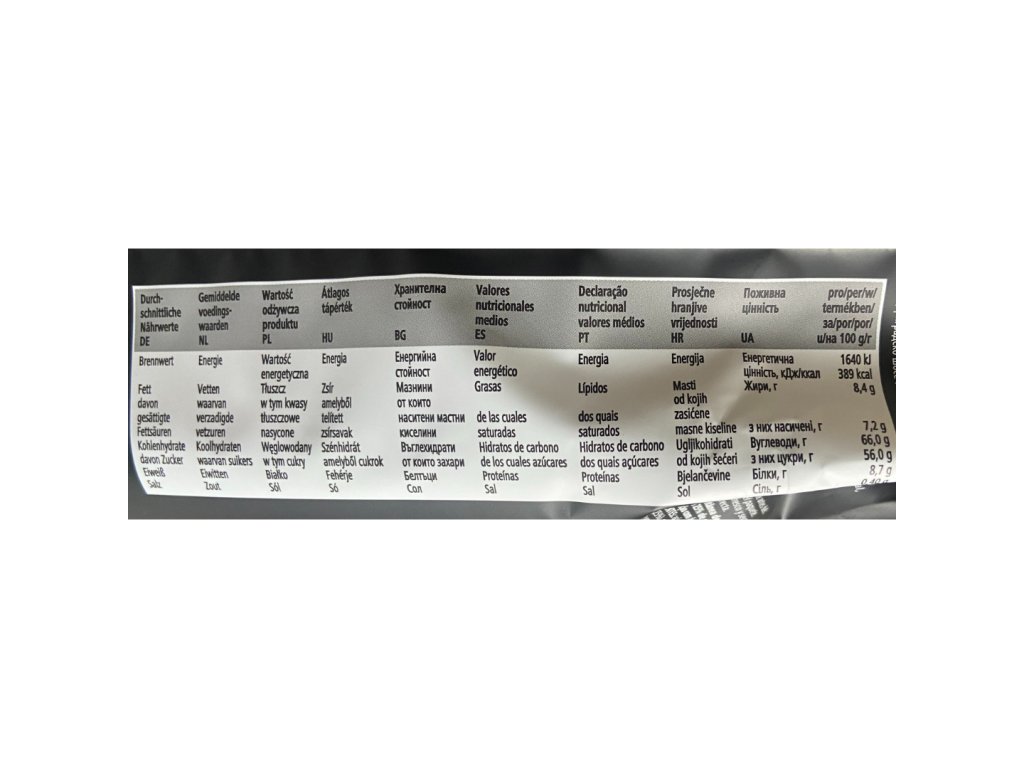 Durch- Gemiddelde Wartość Átlagos Хранителна Valores Declaração Prosječne Поживна pro/per/w/
schnittliche voedings- odżywcza tápérték стойност nutricionales nutricional hranjive цінність termékben/
Nährwerte waarden produktu medios valores médios vrijednosti за/por/por/
DE NL PL HU BG ES PT HR UA u/на 100 g/г
Brennwert Energie Wartość Energia Енергийна Valor Energia Energija Енергетична 1640 kJ
energetyczna стойност energético цінність, кДж/ккал 389 kcal
Fett Vetten Tłuszcz Zsír Мазнини Grasas Lípidos Masti Жири, г 8,4 g
davon waarvan w tym kwasy amelyből от които od kojih
gesättigte verzadigde tłuszczowe telített наситени мастни de las cuales dos quais zasićene
Fettsäuren vetzuren nasycone zsírsavak киселини saturadas saturados masne kiseline з них насичені, г 7,2 g
Kohlenhydrate Koolhydraten Węglowodany Szénhidrát Въглехидрати Hidratos de carbono Hidratos de carbono Ugljikohidrati Вуглеводи, г 66,0 g
davon Zucker waarvan suikers w tym cukry amelyből cukrok от които захари de los cuales azúcares dos quais açúcares od kojih šećeri з них цукри, г 56,0 g
Eiweiß Eiwitten Białko Fehérje Белтъци Proteínas Proteínas Bjelančevine Білки, г 8,7 g
Salz Zout Sól Só Сол Sal Sal Sol Сіль, г